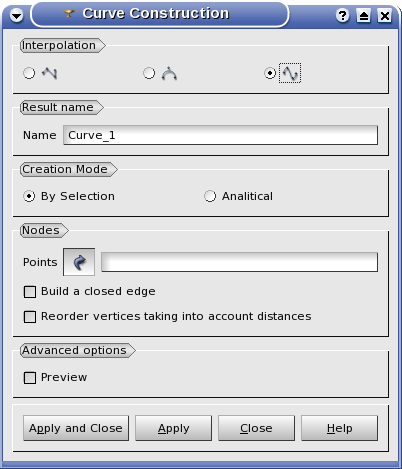 Curve Construction
Interpolation
Result name
Name Curve_1
Creation Mode
By Selection Analitical
Nodes
Points
Build a closed edge
Reorder vertices taking into account distances
Advanced options
Preview
Apply and Close Apply Close Help